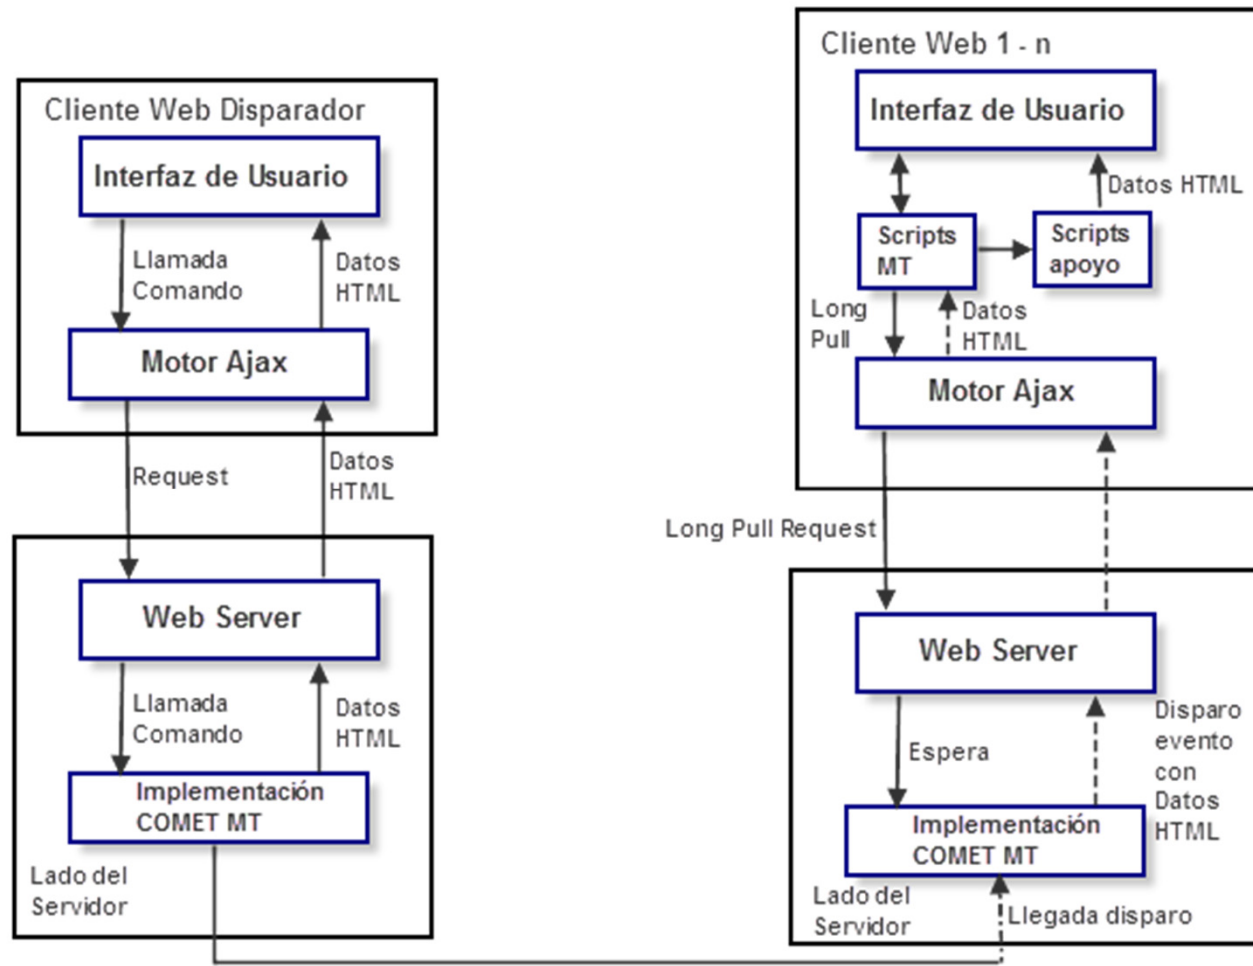 Cliente Web Disparador
Interfaz de Usuario
Llamada
Comando
Datos
HTML
Motor Ajax
Request
Datos
HTML
Web Server
Llamada
Comando
Datos
HTML
Implementación
COMET MT
Lado del
Servidor
Cliente Web 1 - n
Interfaz de Usuario
Datos HTML
Scripts
MT
Scripts
apoyo
Long
Pull
Datos
HTML
Motor Ajax
Long Pull Request
Web Server
Espera
Disparo
evento
con
Datos
HTML
Implementación
COMET MT
Lado del
Servidor
Llegada disparo